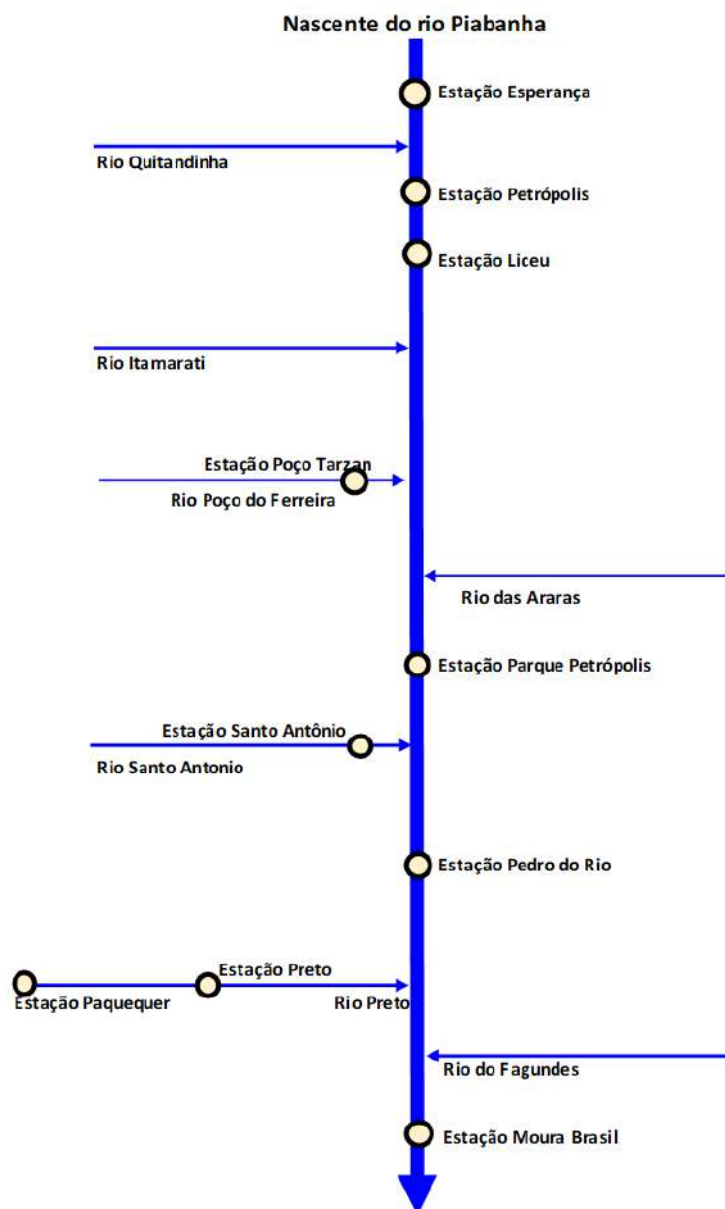 Nascente do rio Piabanha
Estação Esperança
Rio Quitandinha
Estação Petrópolis
Estação Liceu
Rio Itamarati
Estação Poço Tarzan
Rio Poço do Ferreira
Rio das Araras
Estação Parque Petrópolis
Estação Santo Antônio
Rio Santo Antonio
Estação Pedro do Rio
Estação Preto
Estação Paquequer
Rio Preto
Rio do Fagundes
Estação Moura Brasil